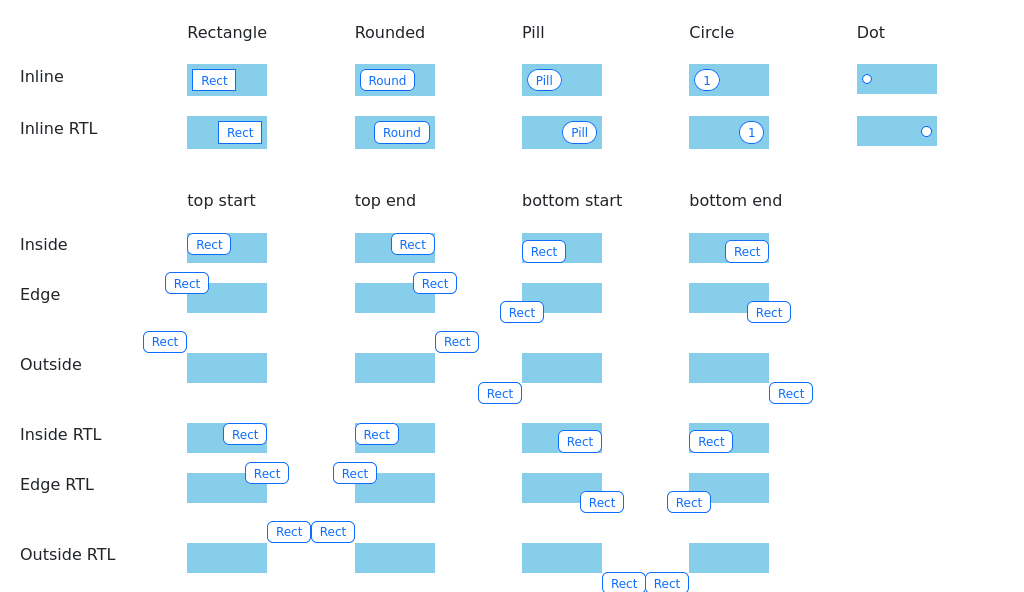 Rectangle Rounded Pill Circle Dot
Inline Rect Round Pill 1
Inline RTL Rect Round Pill 1
top start top end bottom start bottom end
Inside Rect Rect Rect Rect
Rect Rect
Edge Rect Rect
Rect Rect
Outside
Rect Rect
Inside RTL Rect Rect Rect Rect
Rect Rect
Edge RTL Rect Rect
Rect Rect
Outside RTL
Rect Rect